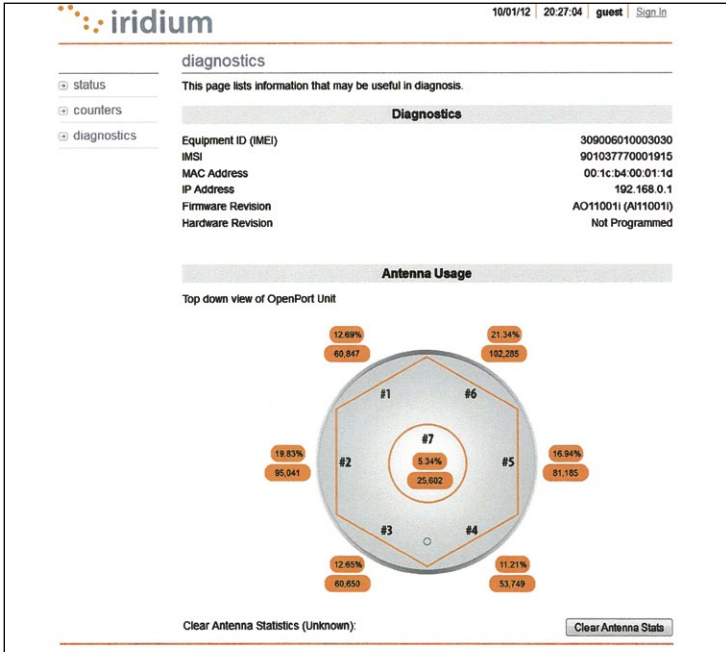 iridium
10/01/12 20:27:04 guest Sign In
status
counters
diagnostics
diagnostics
This page lists information that may be useful in diagnosis.
Diagnostics
Equipment ID (IMEI) 309006010003030
IMSI 901037770001915
MAC Address 00:1c:b4:00:01:1d
IP Address 192.168.0.1
Firmware Revision AO11001i (AI11001i)
Hardware Revision Not Programmed
Antenna Usage
Top down view of OpenPort Unit
12.69% 21.34%
60,847 102,285
#1 #6
#7
19.83% #2 5.34% #5 16.94%
95,041 25,602 81,185
#3 #4
12.65% 11.21%
60,650 53,749
Clear Antenna Statistics (Unknown): Clear Antenna Stats